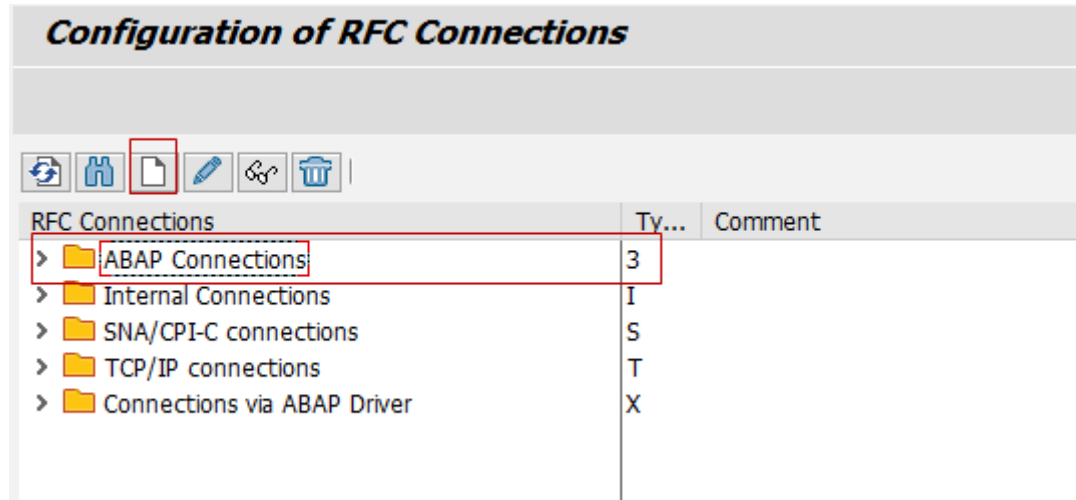 Configuration of RFC Connections
RFC Connections Ty... Comment
ABAP Connections 3
Internal Connections I
SNA/CPI-C connections S
TCP/IP connections T
Connections via ABAP Driver X